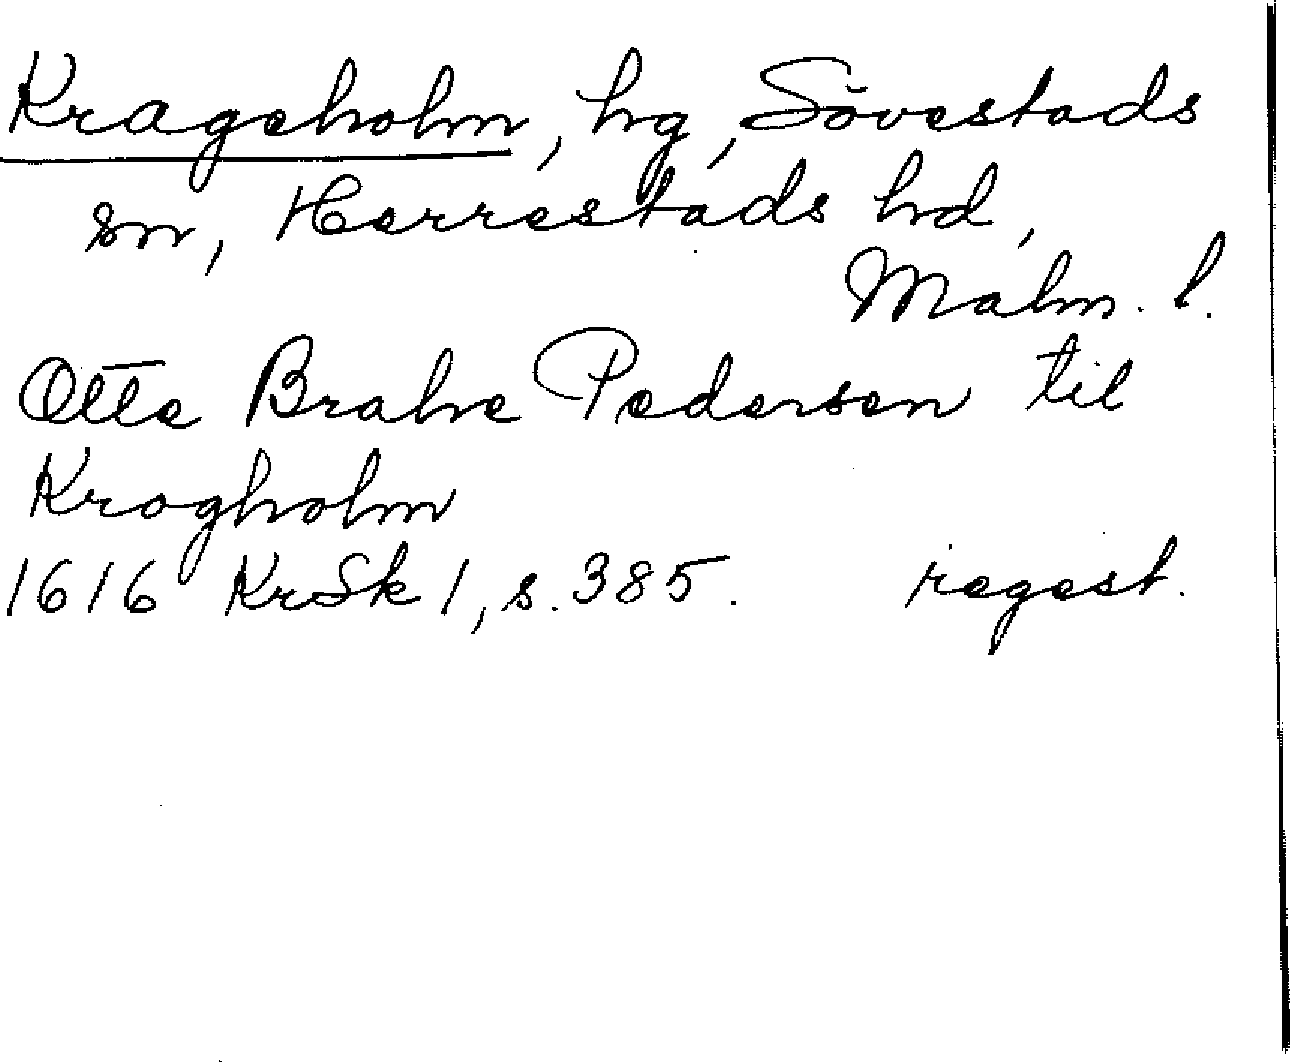 Krageholm, hg, Sövestads
sn, Herrestads hd,
Malm. l.
Otte Brahe Pedersen til
Krogholm
1616 KrSk 1, s. 385. regest.